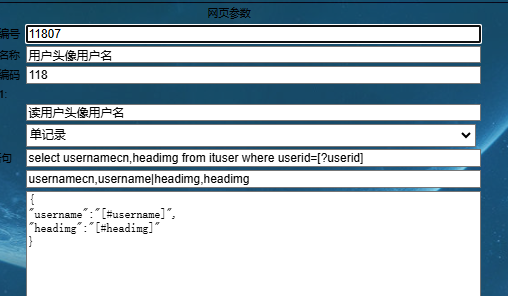 网页参数
编号 11807
名称 用户头像用户名
编码 118
1:
读用户头像用户名
单记录
句 select usernamecn,headimg from ituser where userid=[?userid]
usernamecn,username|headimg,headimg
{
"username":"[#username]",
"headimg":"[#headimg]"
}